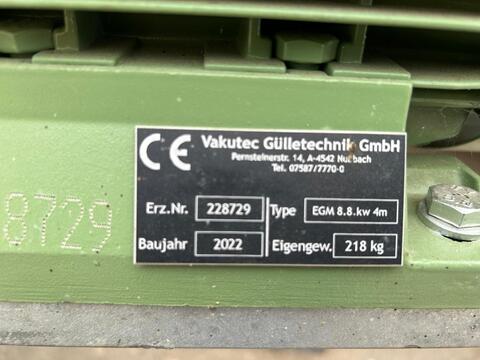 CE Vakutec Gülletechnik GmbH
Pernsteinerstr. 14, A-4542 Nußbach
Tel. 07587/7770-0
Erz.Nr. 228729 Type EGM 8.8.kw 4m
Baujahr 2022 Eigengew. 218 kg
8729